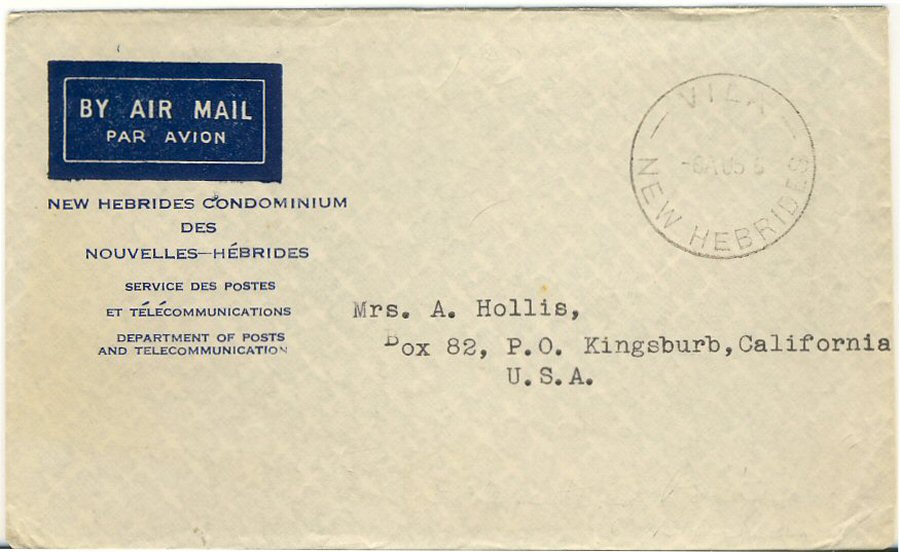 BY AIR MAIL
PAR AVION
NEW HEBRIDES CONDOMINIUM
DES
NOUVELLES—HÉBRIDES
SERVICE DES POSTES
ET TÉLÉCOMMUNICATIONS
DEPARTMENT OF POSTS
AND TELECOMMUNICATION
VILA
NEW HEBRIDES
Mrs. A. Hollis,
Box 82, P.O. Kingsburb,California
U.S.A.